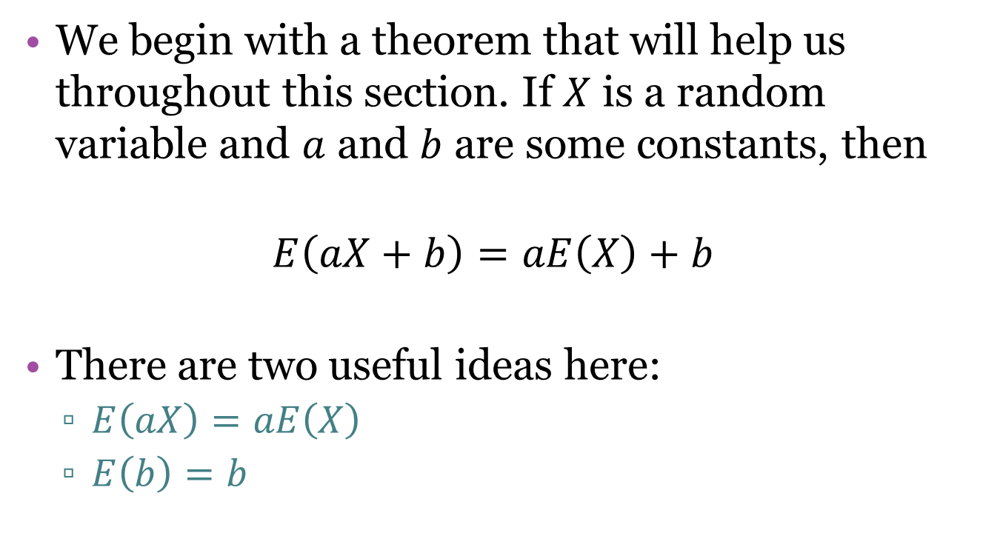 • We begin with a theorem that will help us
throughout this section. If X is a random
variable and a and b are some constants, then
E(aX + b) = aE(X) + b
• There are two useful ideas here:
▫ E(aX) = aE(X)
▫ E(b) = b